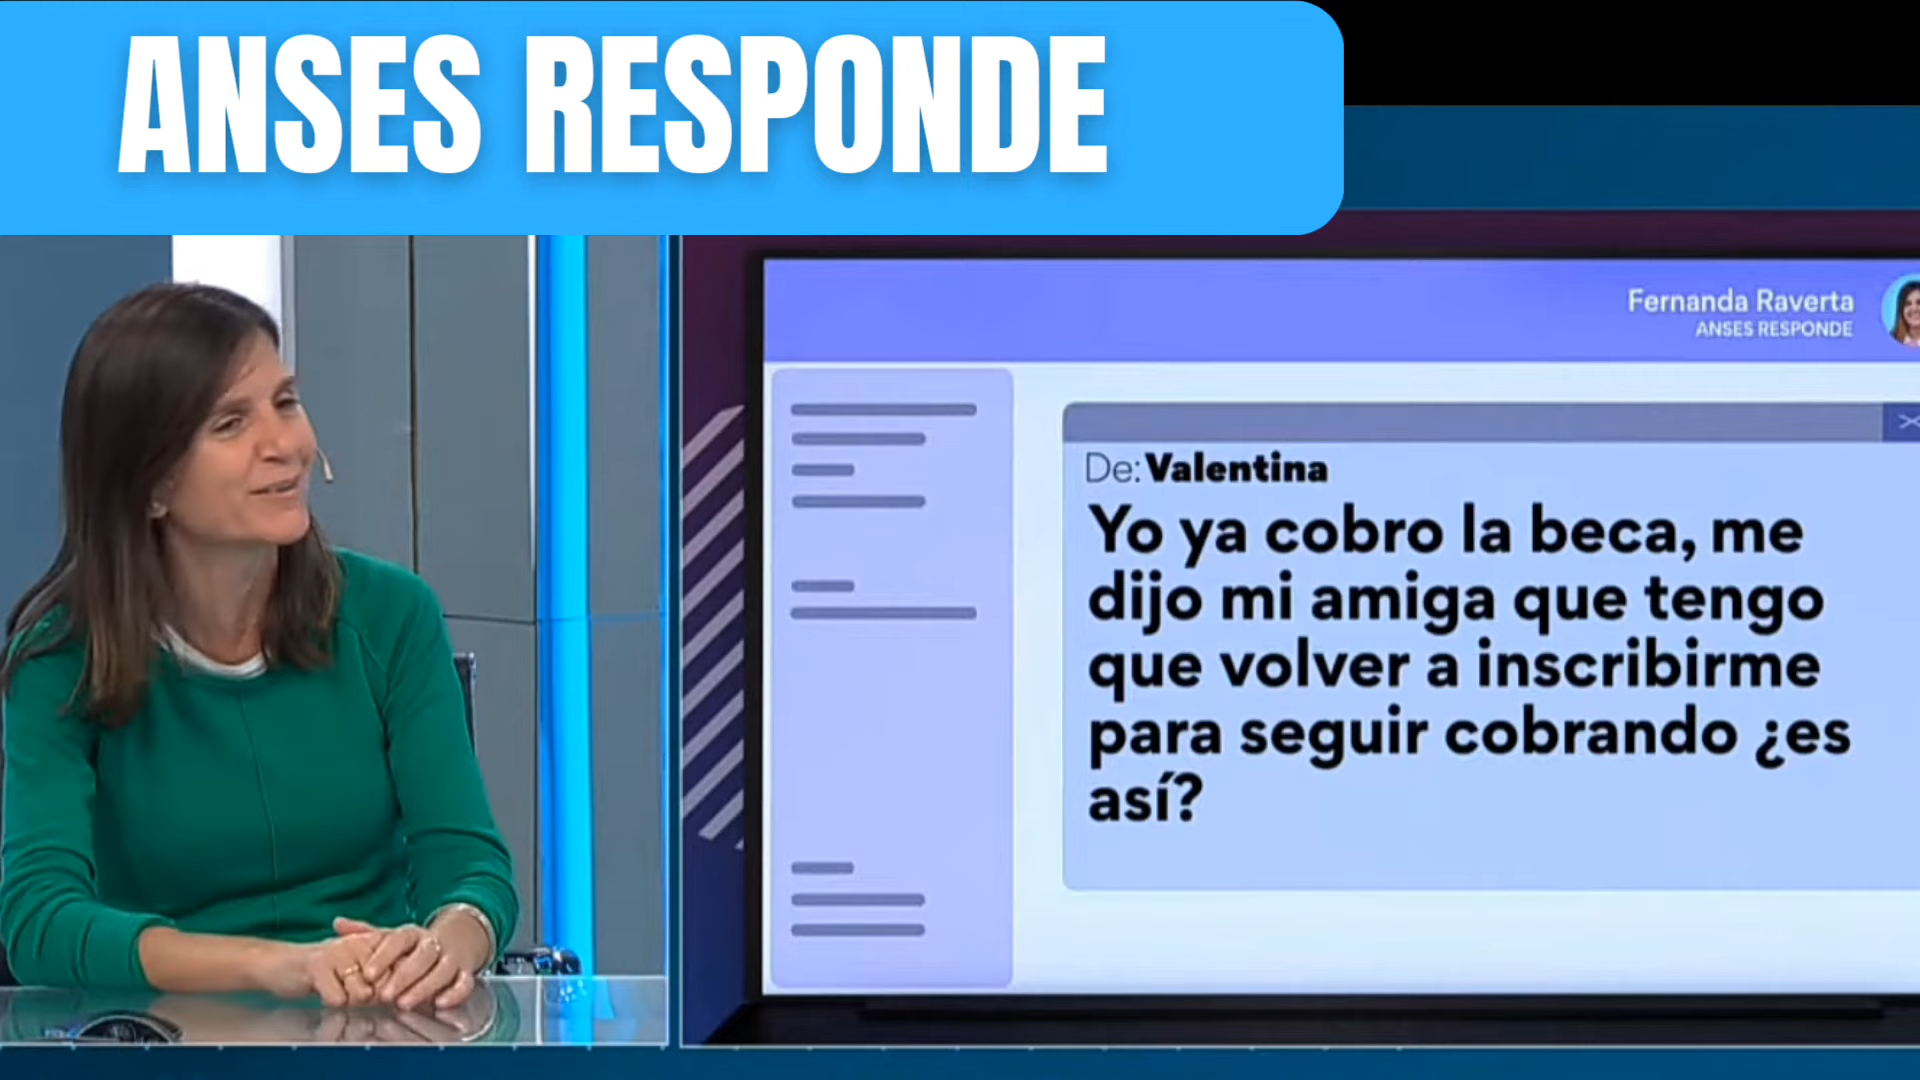 ANSES RESPONDE
Fernanda Raverta
ANSES RESPONDE
De: Valentina
Yo ya cobro la beca, me
dijo mi amiga que tengo
que volver a inscribirme
para seguir cobrando ¿es
así?